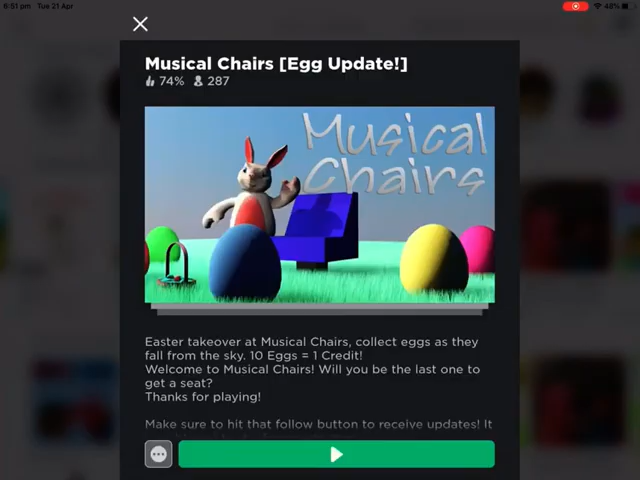 6:51 pm Tue 21 Apr
48%
Musical Chairs [Egg Update!]
74% 287
Musical
Chairs
Easter takeover at Musical Chairs, collect eggs as they
fall from the sky. 10 Eggs = 1 Credit!
Welcome to Musical Chairs! Will you be the last one to
get a seat?
Thanks for playing!
Make sure to hit that follow button to receive updates! It